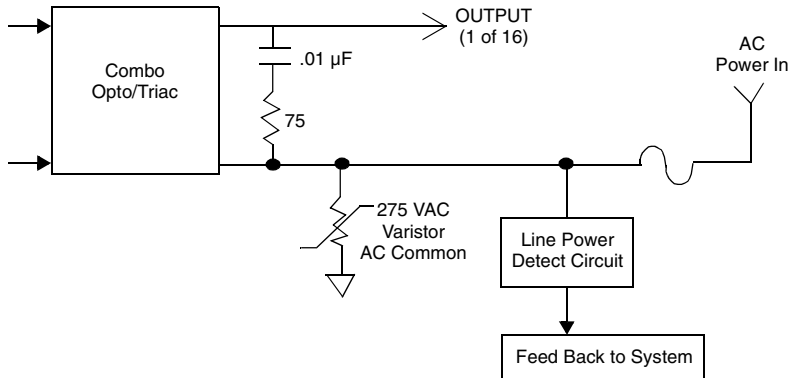 OUTPUT
(1 of 16)
AC
Power In
Combo
Opto/Triac
.01 µF
75
275 VAC
Varistor
AC Common
Line Power
Detect Circuit
Feed Back to System